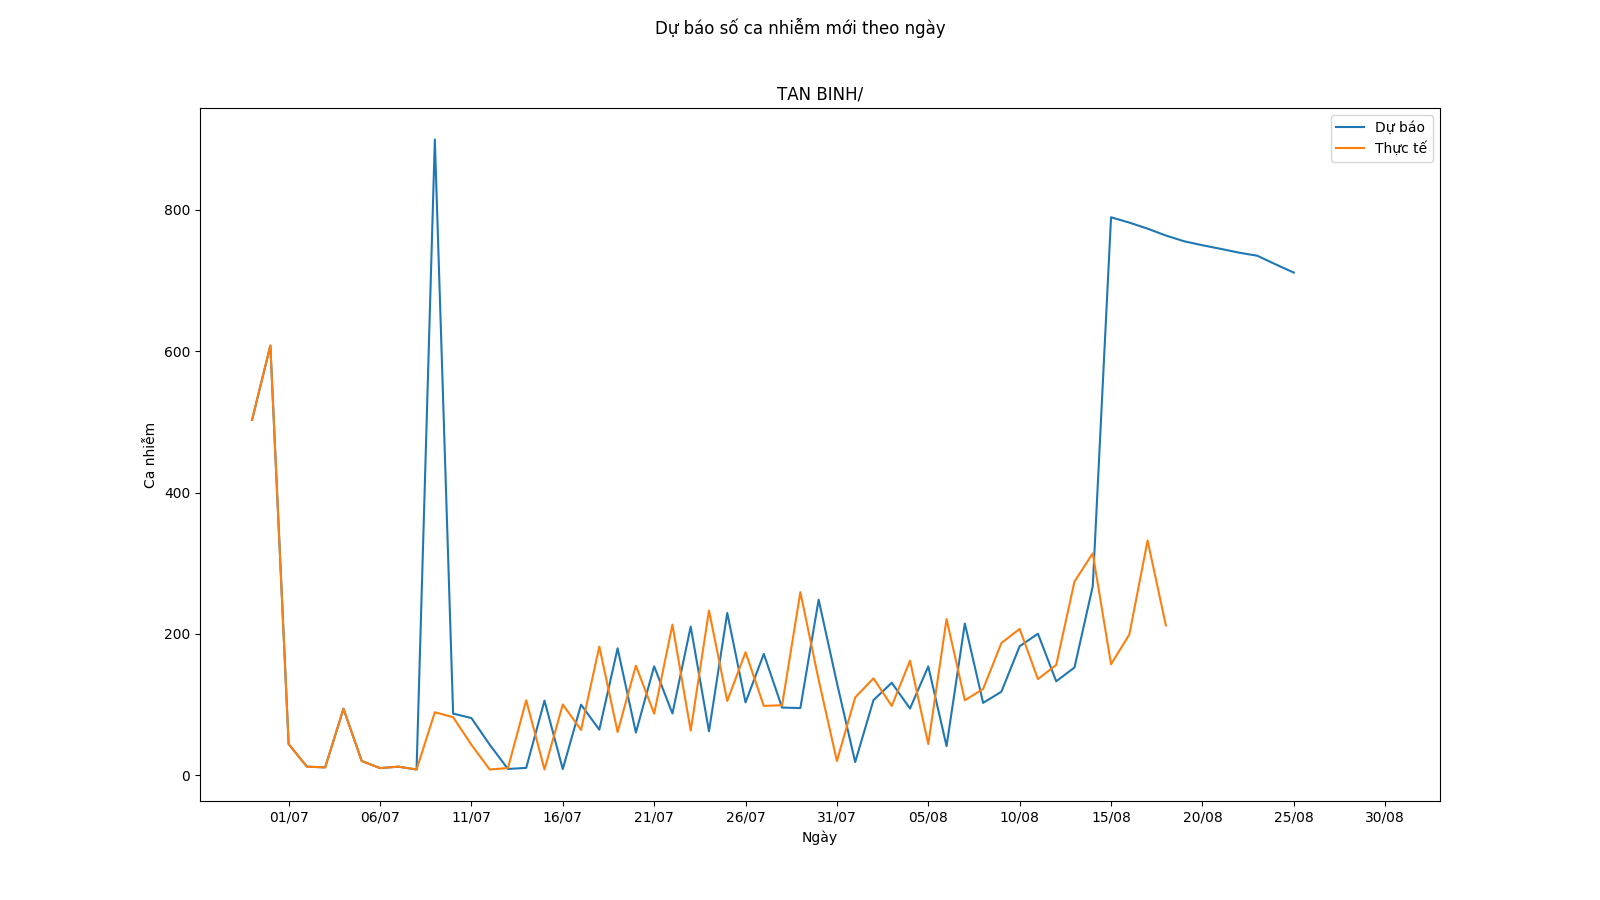 Dự báo số ca nhiễm mới theo ngày
TAN BINH/
Dự báo
Thực tế
800
600
400
200
0
Ca nhiễm
01/07 06/07 11/07 16/07 21/07 26/07 31/07 05/08 10/08 15/08 20/08 25/08 30/08
Ngày